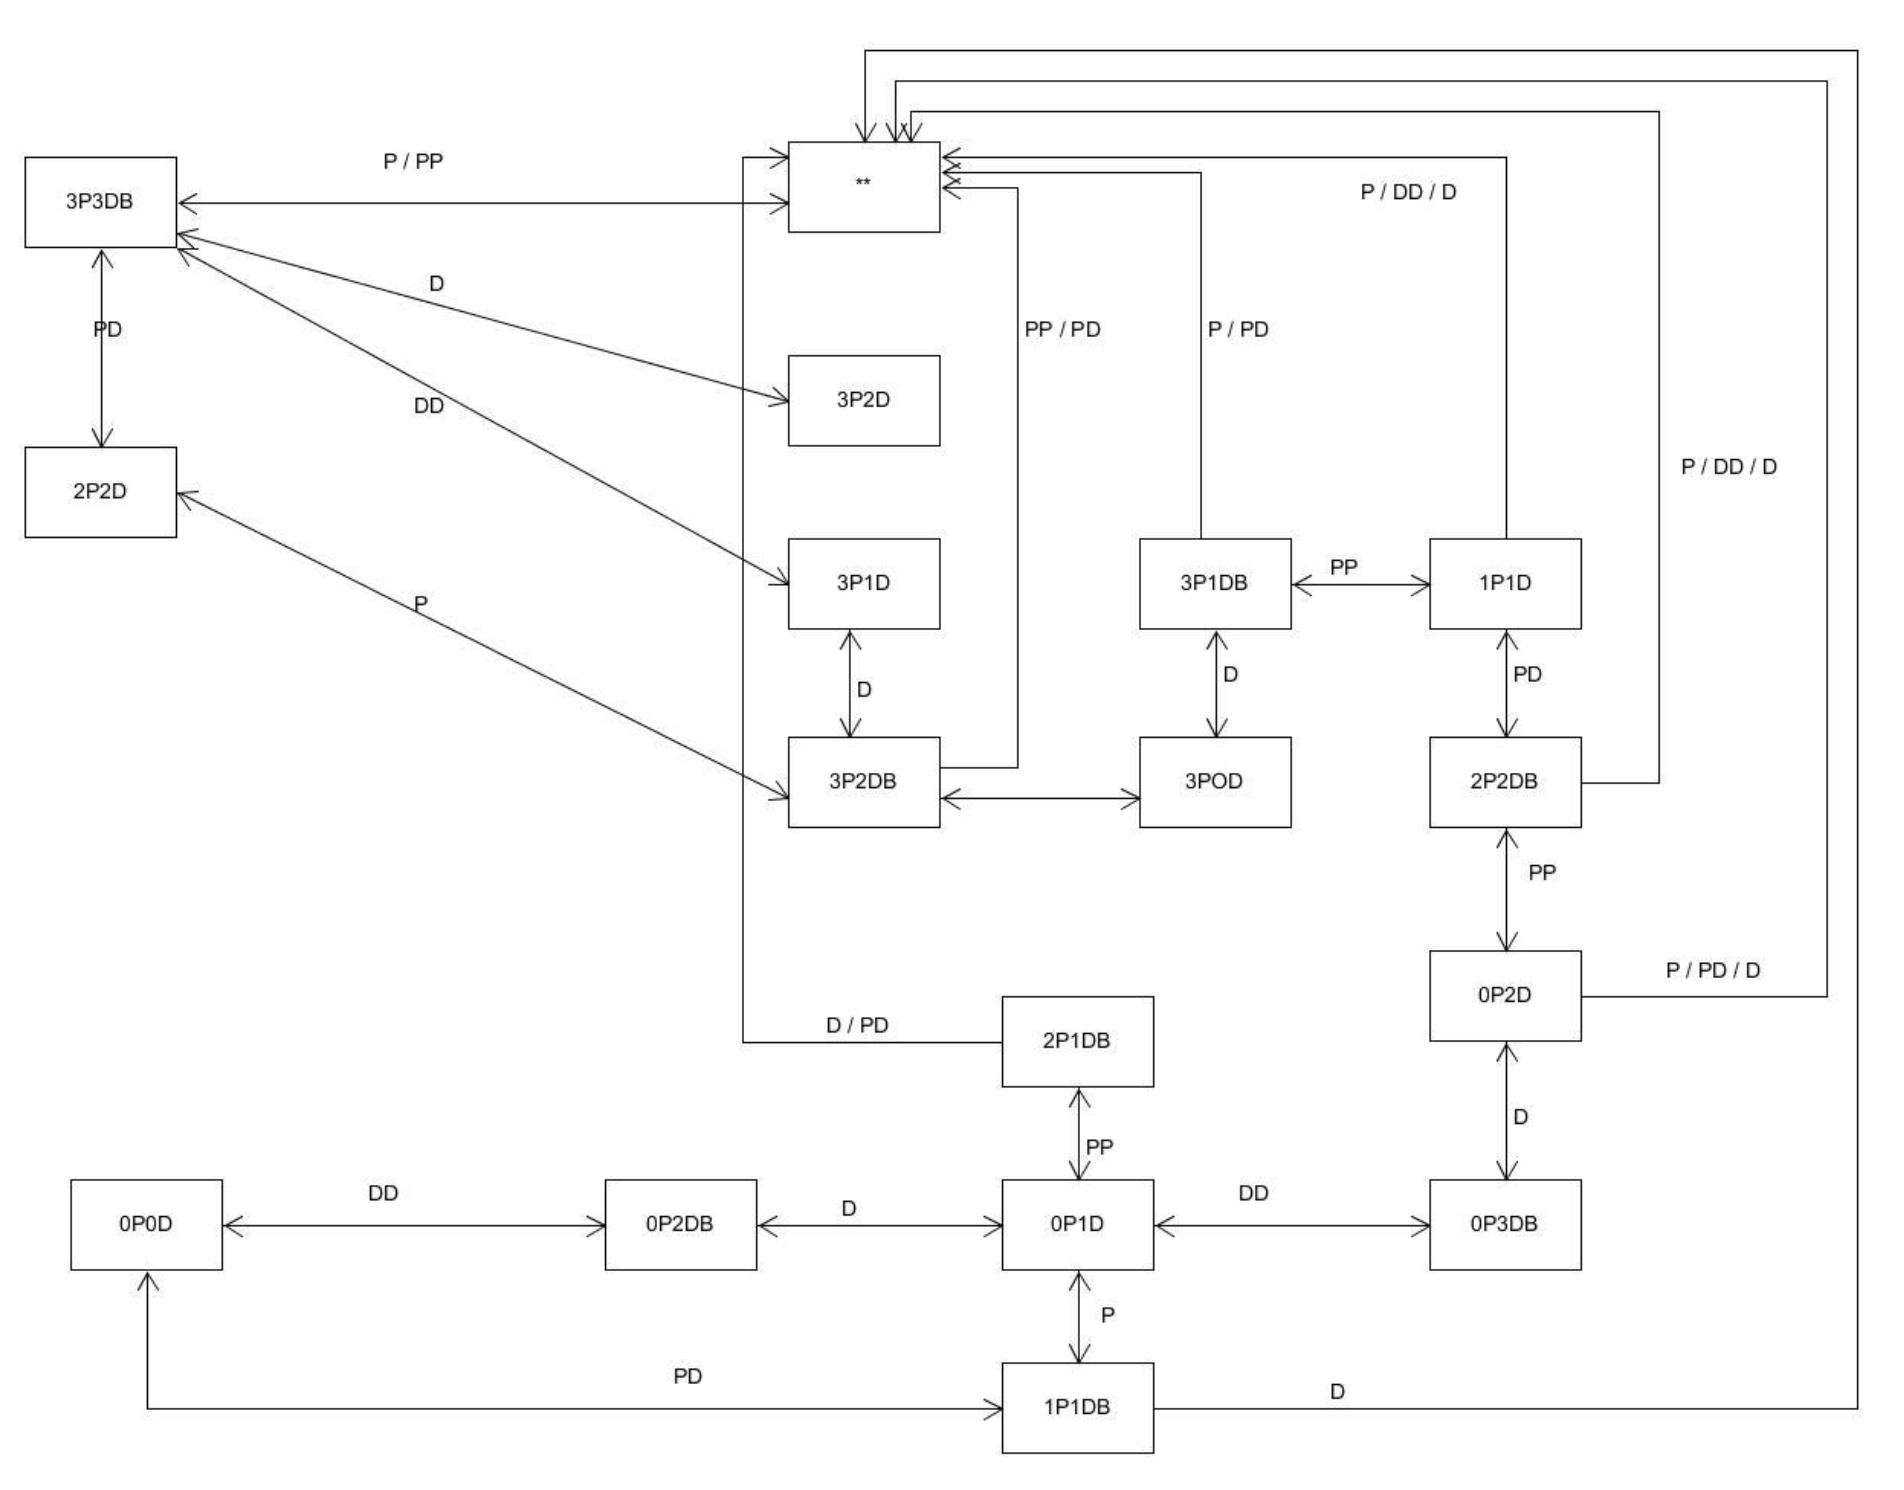 P / PP
3P3DB
**
P / DD / D
D
PD
PP / PD
P / PD
3P2D
DD
P / DD / D
2P2D
PP
3P1D
3P1DB
1P1D
P
D
D
PD
3P2DB
3POD
2P2DB
PP
P / PD / D
0P2D
D / PD
2P1DB
D
PP
DD
D
DD
0P0D
0P2DB
0P1D
0P3DB
P
PD
D
1P1DB